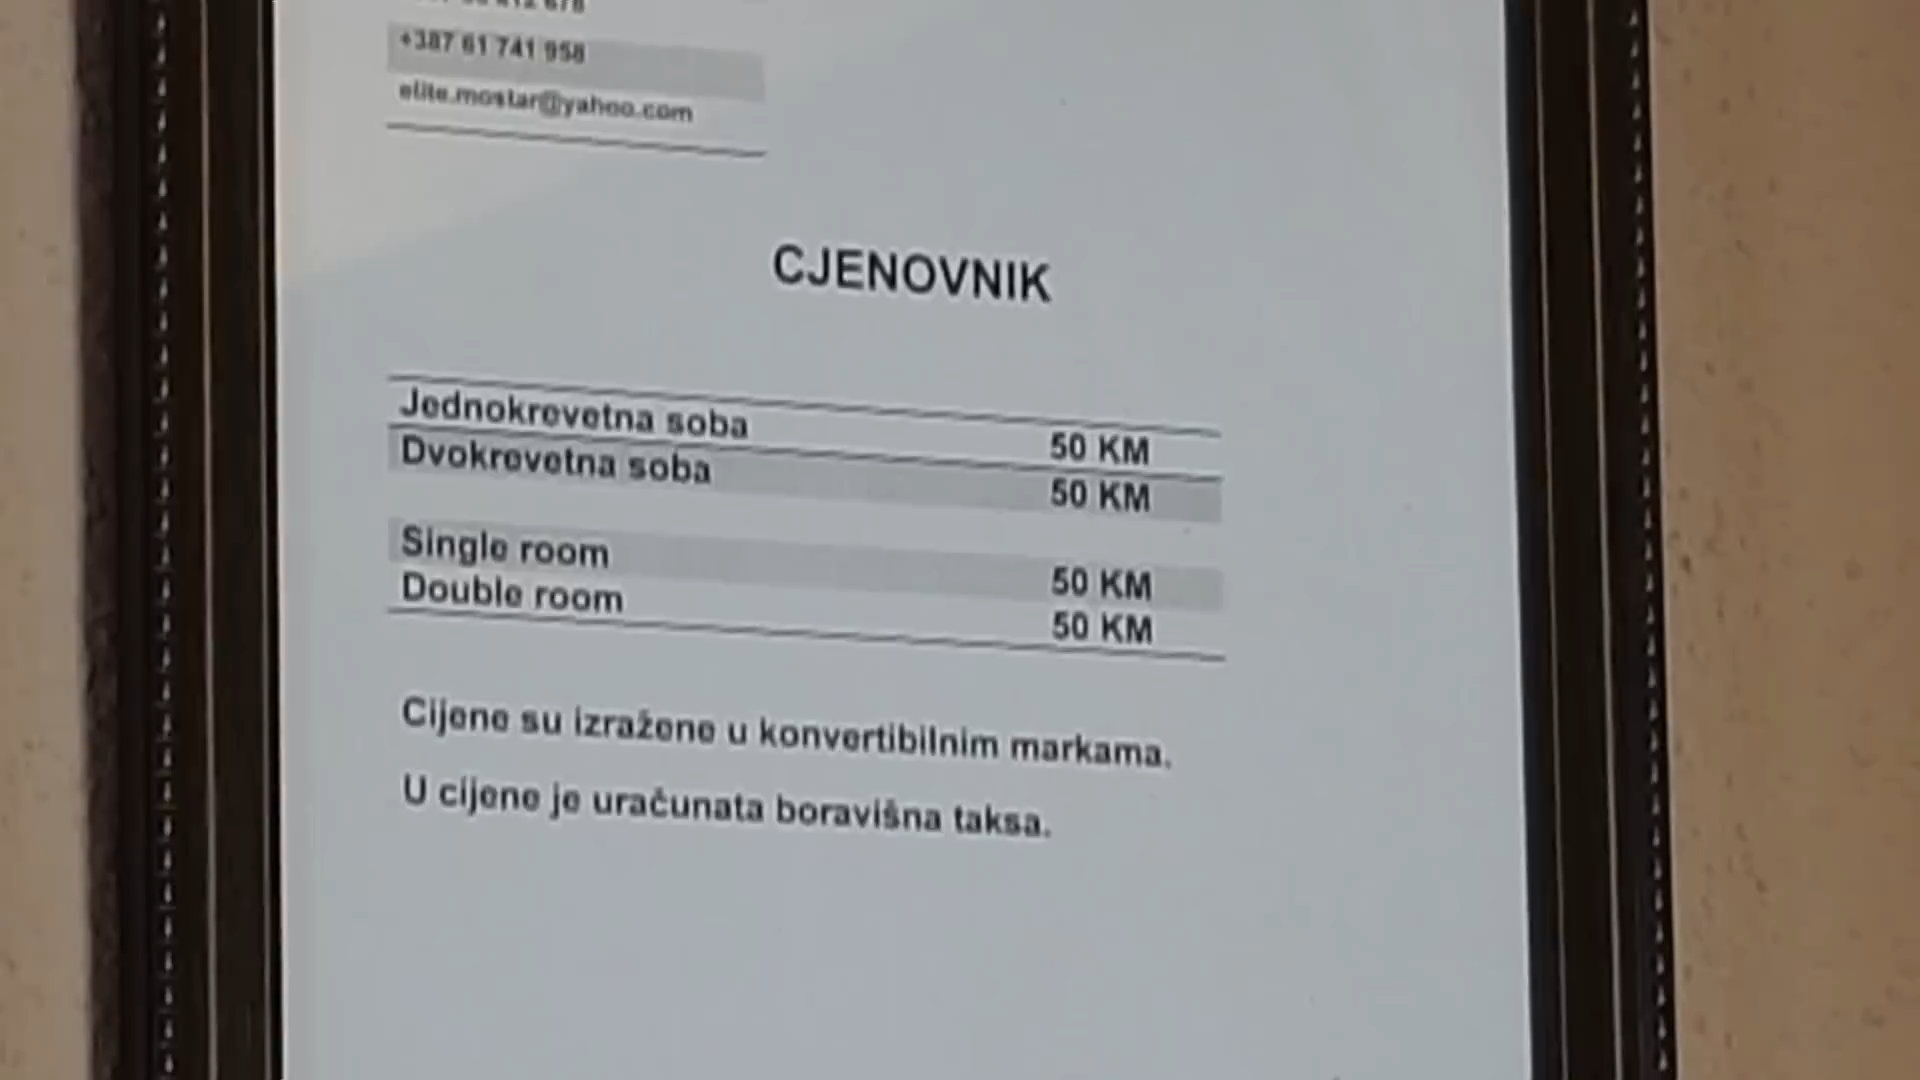 +387 61 741 958
elite.mostar@yahoo.com
CJENOVNIK
Jednokrevetna soba 50 KM
Dvokrevetna soba 50 KM
Single room 50 KM
Double room 50 KM
Cijene su izražene u konvertibilnim markama.
U cijene je uračunata boravišna taksa.